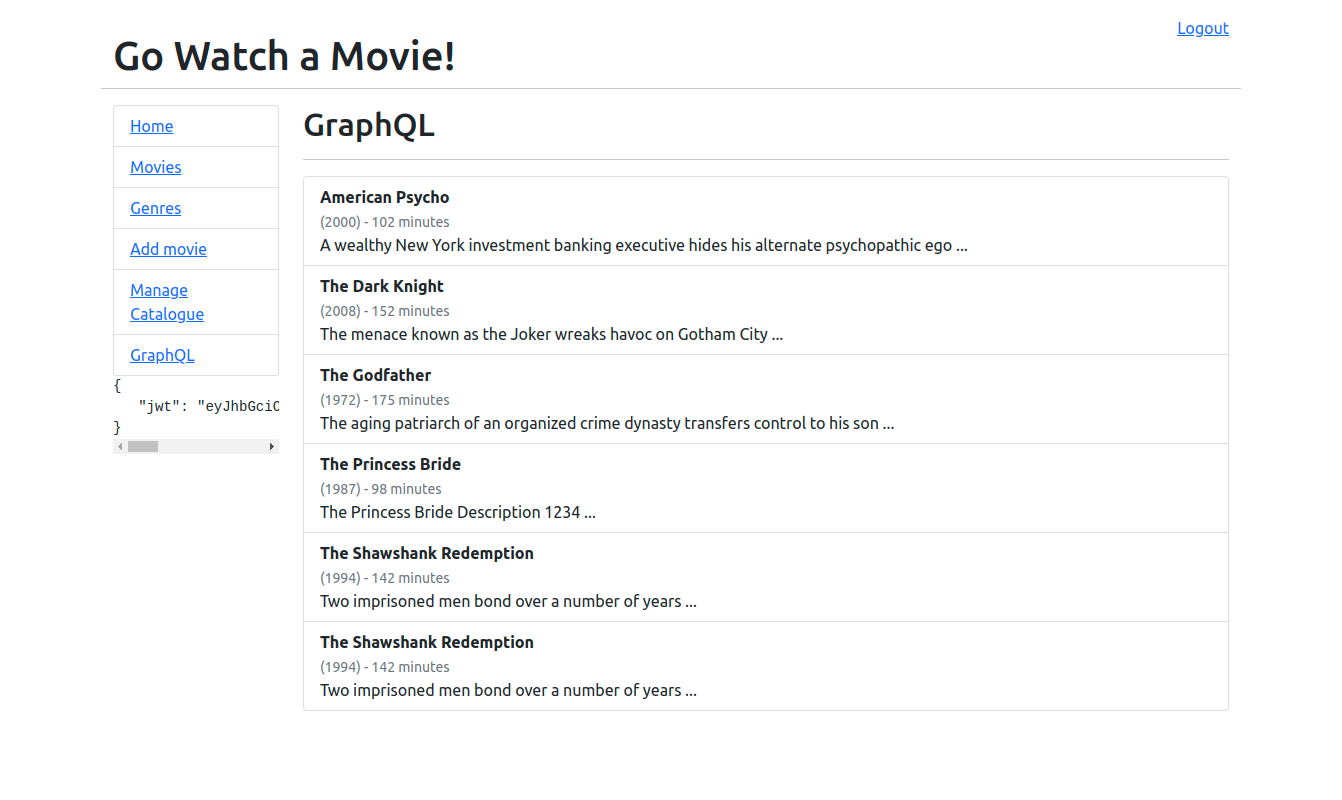 Logout
Go Watch a Movie!
Home
Movies
Genres
Add movie
Manage
Catalogue
GraphQL
{
"jwt": "eyJhbGciO
}
GraphQL
American Psycho
(2000) - 102 minutes
A wealthy New York investment banking executive hides his alternate psychopathic ego ...
The Dark Knight
(2008) - 152 minutes
The menace known as the Joker wreaks havoc on Gotham City ...
The Godfather
(1972) - 175 minutes
The aging patriarch of an organized crime dynasty transfers control to his son ...
The Princess Bride
(1987) - 98 minutes
The Princess Bride Description 1234 ...
The Shawshank Redemption
(1994) - 142 minutes
Two imprisoned men bond over a number of years ...
The Shawshank Redemption
(1994) - 142 minutes
Two imprisoned men bond over a number of years ...